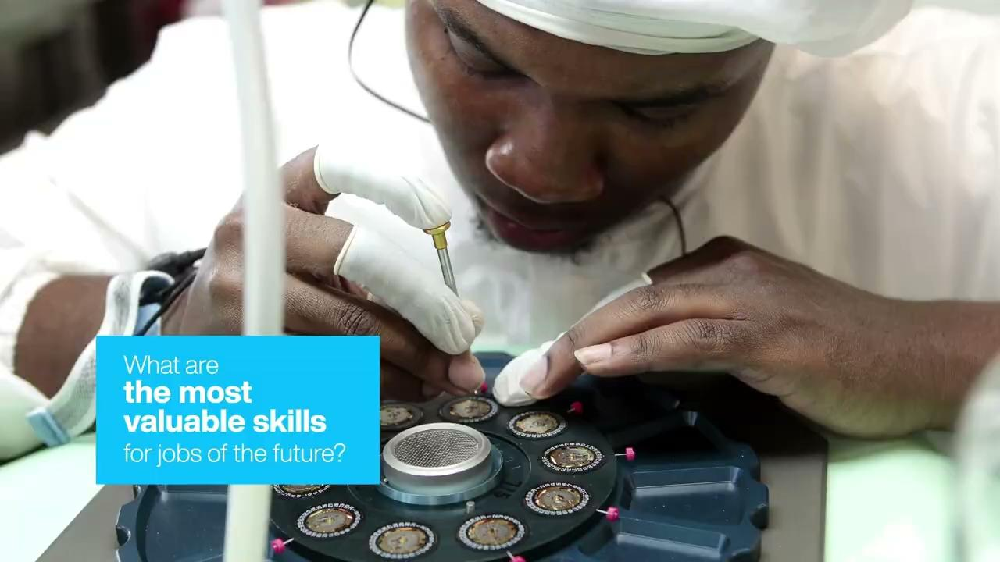 What are
the most
valuable skills
for jobs of the future?